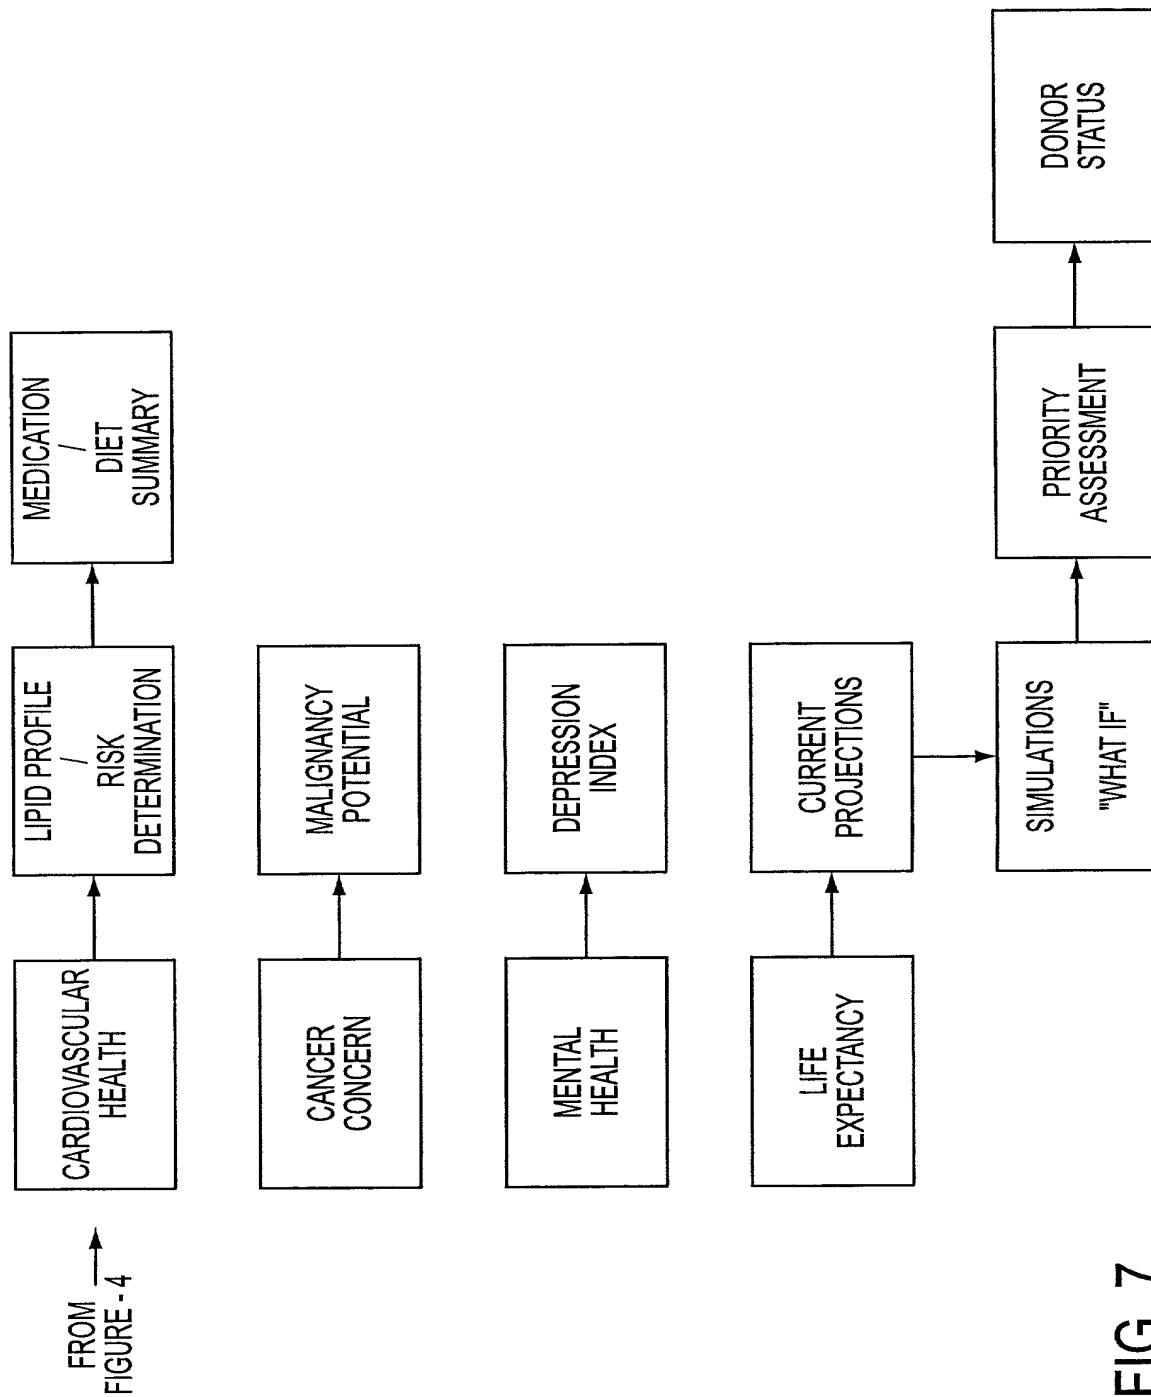 FROM
FIGURE - 4
CARDIOVASCULAR
HEALTH
LIPID PROFILE
/
RISK
DETERMINATION
MEDICATION
/
DIET
SUMMARY
CANCER
CONCERN
MALIGNANCY
POTENTIAL
MENTAL
HEALTH
DEPRESSION
INDEX
LIFE
EXPECTANCY
CURRENT
PROJECTIONS
SIMULATIONS
"WHAT IF"
PRIORITY
ASSESSMENT
DONOR
STATUS
FIG. 7